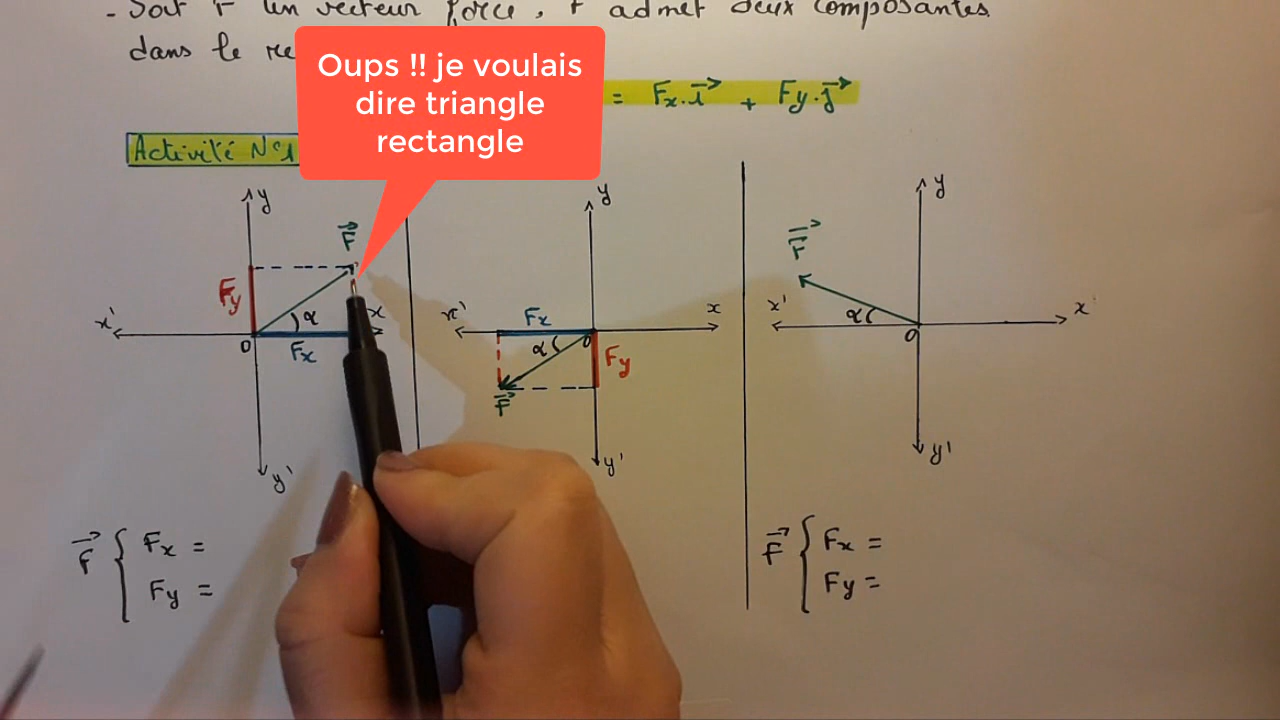 - Soit F un vecteur force, F admet deux composantes
dans le
Oups !! je voulais
dire triangle
rectangle
= Fx.i + Fy.j
Activité N°1
y
F
Fy
α
x' x
O
Fx
y'
y
x' Fx x
α O
Fy
F
y'
y
F
x' α x
O
y'
F { Fx =
Fy =
F { Fx =
Fy =